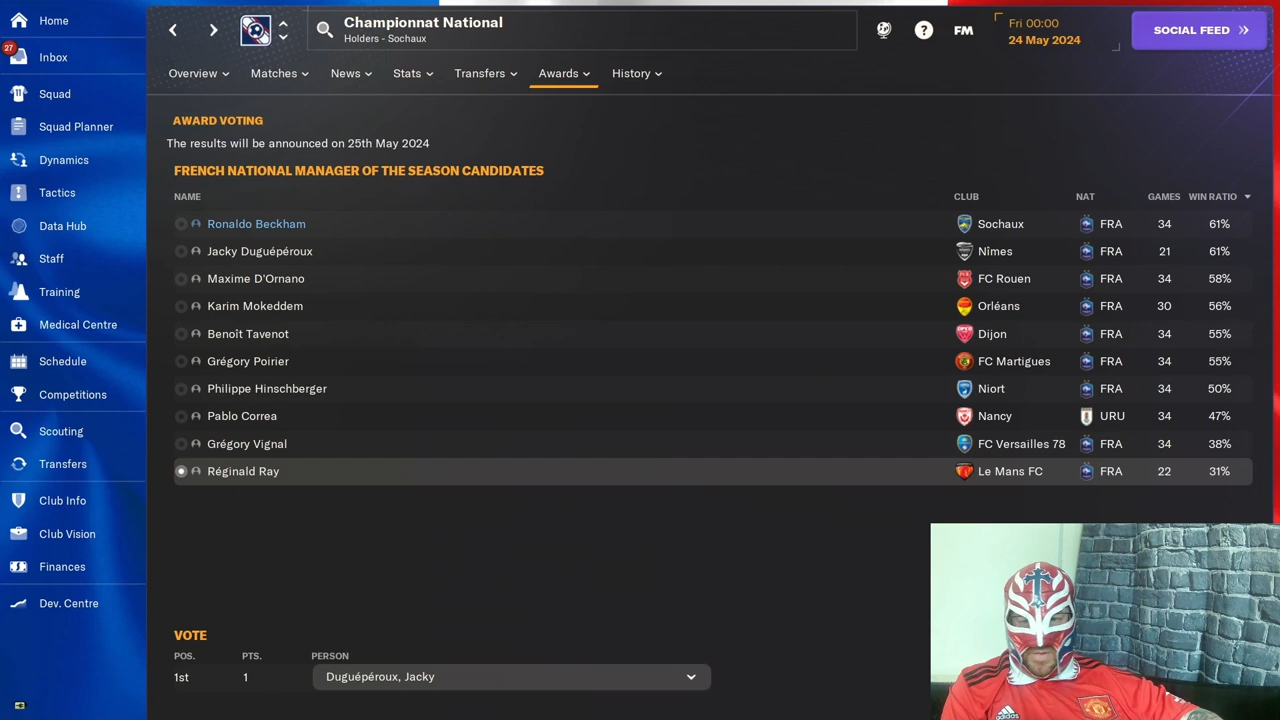 Home
27
Inbox
Squad
Squad Planner
Dynamics
Tactics
Data Hub
Staff
Training
Medical Centre
Schedule
Competitions
Scouting
Transfers
Club Info
Club Vision
Finances
Dev. Centre
Championnat National
Holders - Sochaux
?
FM
Fri 00:00
24 May 2024
SOCIAL FEED
Overview Matches News Stats Transfers Awards History
AWARD VOTING
The results will be announced on 25th May 2024
FRENCH NATIONAL MANAGER OF THE SEASON CANDIDATES
NAME CLUB NAT GAMES WIN RATIO
Ronaldo Beckham Sochaux FRA 34 61%
Jacky Duguépéroux Nîmes FRA 21 61%
Maxime D'Ornano FC Rouen FRA 34 58%
Karim Mokeddem Orléans FRA 30 56%
Benoît Tavenot Dijon FRA 34 55%
Grégory Poirier FC Martigues FRA 34 55%
Philippe Hinschberger Niort FRA 34 50%
Pablo Correa Nancy URU 34 47%
Grégory Vignal FC Versailles 78 FRA 34 38%
Réginald Ray Le Mans FC FRA 22 31%
VOTE
POS. PTS. PERSON
1st 1 Duguépéroux, Jacky
adidas